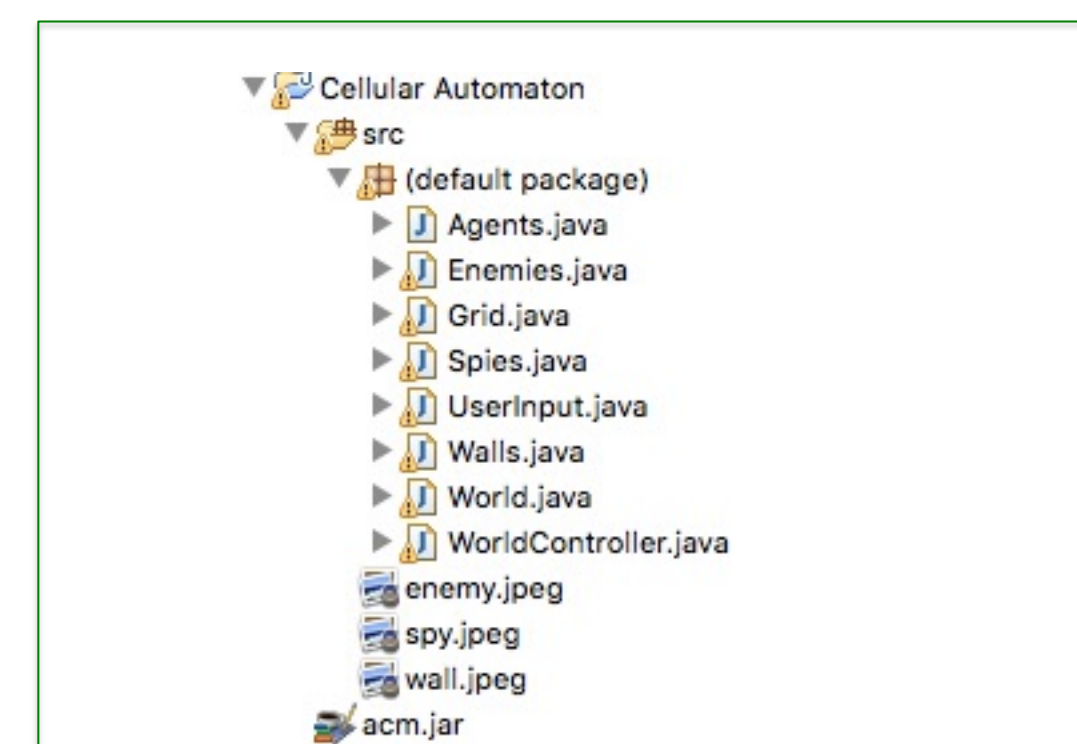 Cellular Automaton
src
(default package)
Agents.java
Enemies.java
Grid.java
Spies.java
UserInput.java
Walls.java
World.java
WorldController.java
enemy.jpeg
spy.jpeg
wall.jpeg
acm.jar